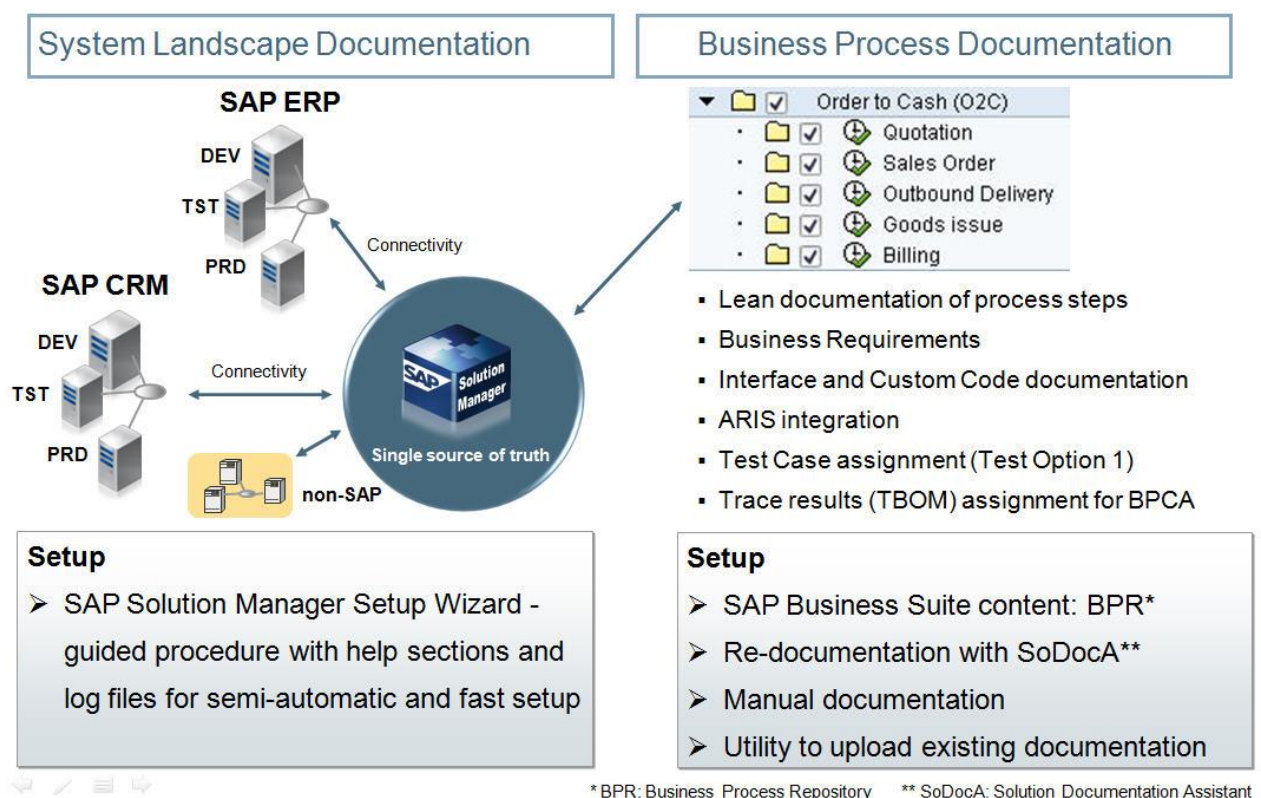 System Landscape Documentation
Business Process Documentation
SAP ERP
DEV
TST
PRD
Connectivity
SAP CRM
DEV
TST
PRD
Connectivity
non-SAP
SAP Solution
Manager
Single source of truth
Order to Cash (O2C)
Quotation
Sales Order
Outbound Delivery
Goods issue
Billing
▪ Lean documentation of process steps
▪ Business Requirements
▪ Interface and Custom Code documentation
▪ ARIS integration
▪ Test Case assignment (Test Option 1)
▪ Trace results (TBOM) assignment for BPCA
Setup
➢ SAP Solution Manager Setup Wizard -
guided procedure with help sections and
log files for semi-automatic and fast setup
Setup
➢ SAP Business Suite content: BPR*
➢ Re-documentation with SoDocA**
➢ Manual documentation
➢ Utility to upload existing documentation
* BPR: Business Process Repository ** SoDocA: Solution Documentation Assistant